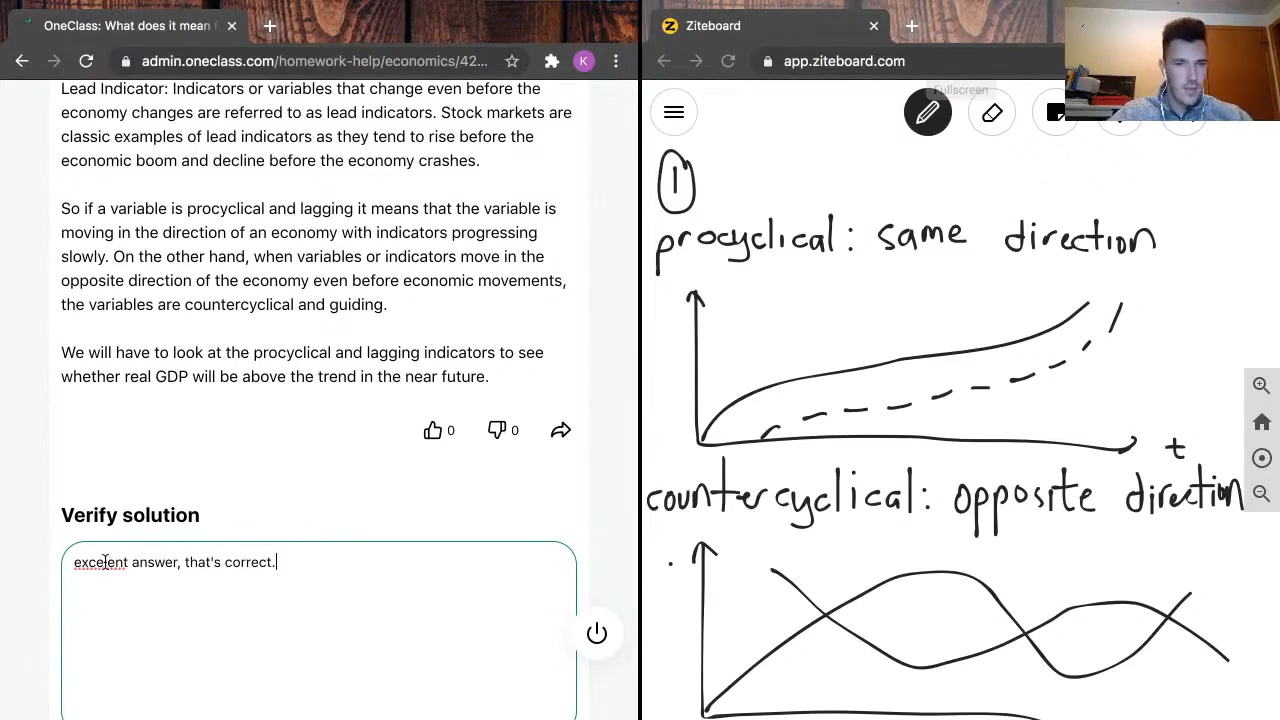 OneClass: What does it mean
Ziteboard
admin.oneclass.com/homework-help/economics/42...
K
app.ziteboard.com
Fullscreen
Lead Indicator: Indicators or variables that change even before the
economy changes are referred to as lead indicators. Stock markets are
classic examples of lead indicators as they tend to rise before the
economic boom and decline before the economy crashes.
So if a variable is procyclical and lagging it means that the variable is
moving in the direction of an economy with indicators progressing
slowly. On the other hand, when variables or indicators move in the
opposite direction of the economy even before economic movements,
the variables are countercyclical and guiding.
We will have to look at the procyclical and lagging indicators to see
whether real GDP will be above the trend in the near future.
0
0
Verify solution
excelent answer, that's correct.
1
procyclical: same direction
t
countercyclical: opposite direction